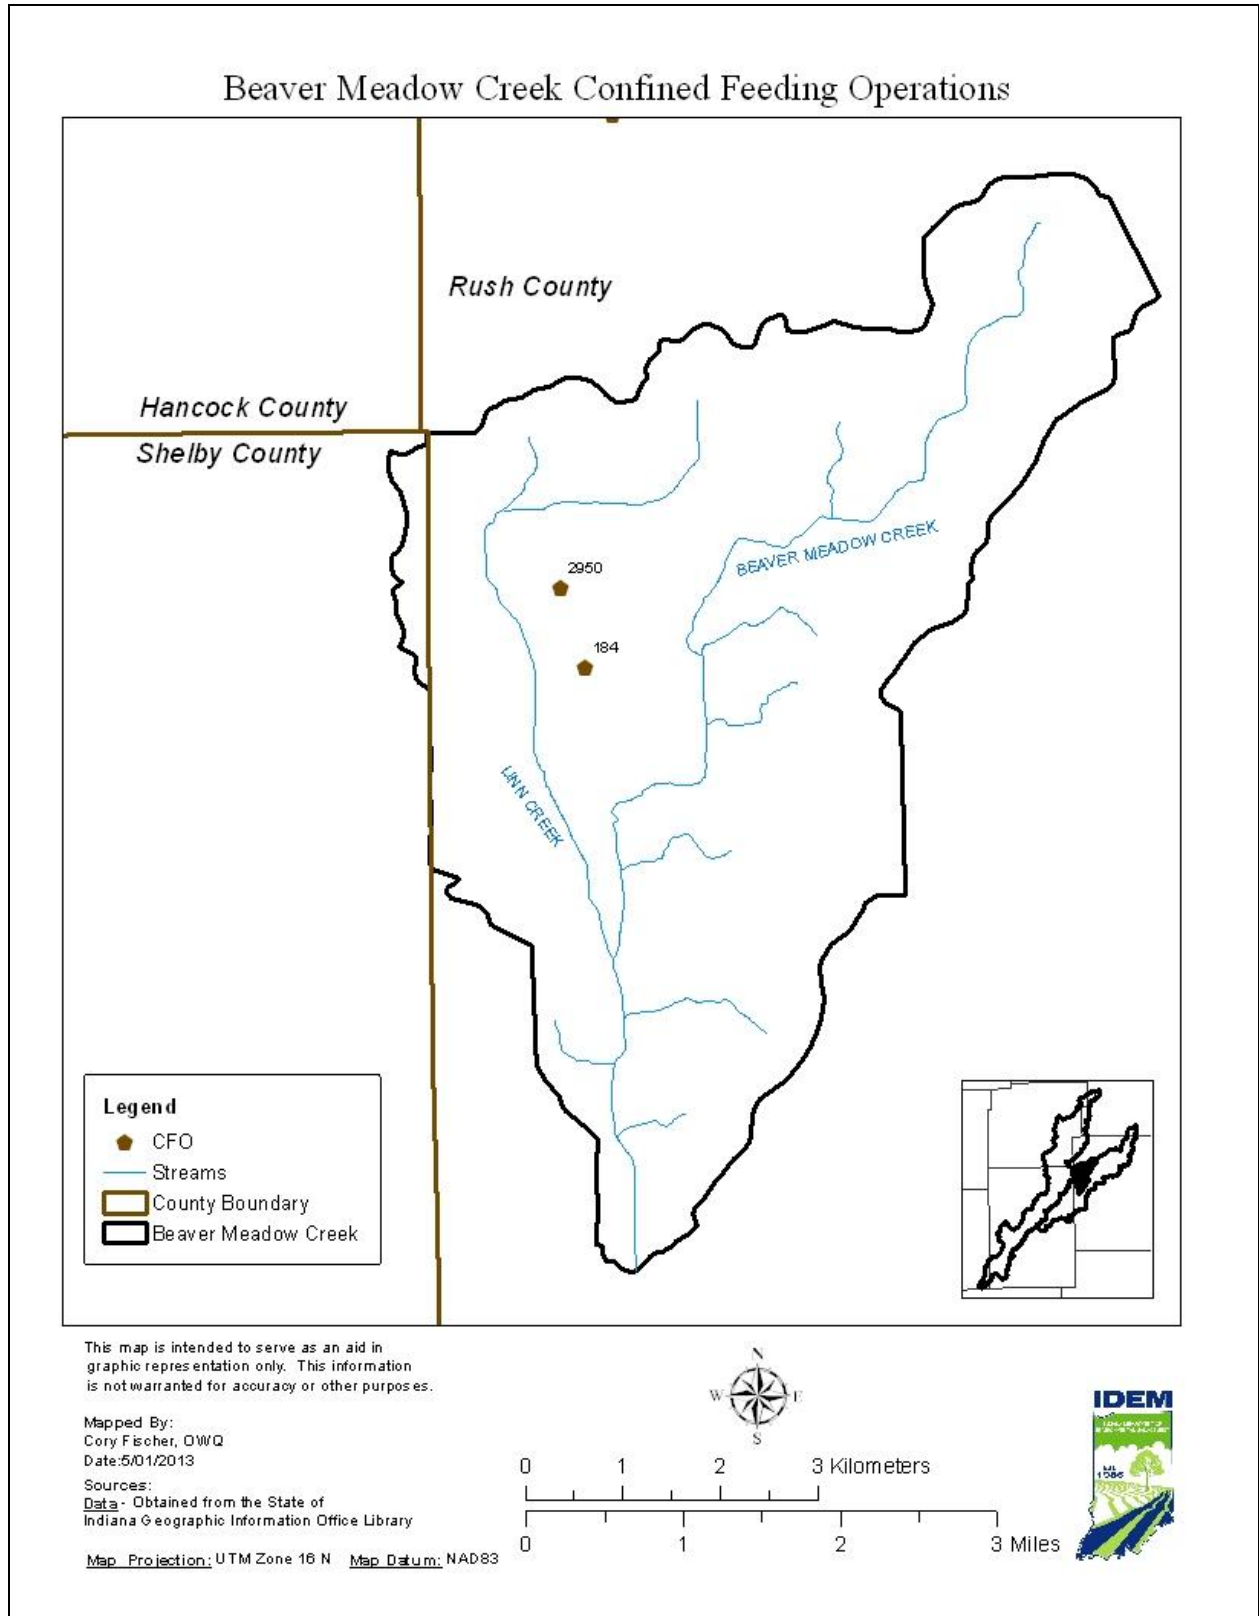 Beaver Meadow Creek Confined Feeding Operations
Rush County
Hancock County
Shelby County
2950
BEAVER MEADOW CREEK
184
LINN CREEK
Legend
CFO
Streams
County Boundary
Beaver Meadow Creek
This map is intended to serve as an aid in
graphic representation only. This information
is not warranted for accuracy or other purposes.
Mapped By:
Cory Fischer, OWQ
Date:5/01/2013
Sources:
Data - Obtained from the State of
Indiana Geographic Information Office Library
Map Projection: UTM Zone 16 N Map Datum: NAD83
N
W E
S
0 1 2 3 Kilometers
0 1 2 3 Miles
IDEM
1986